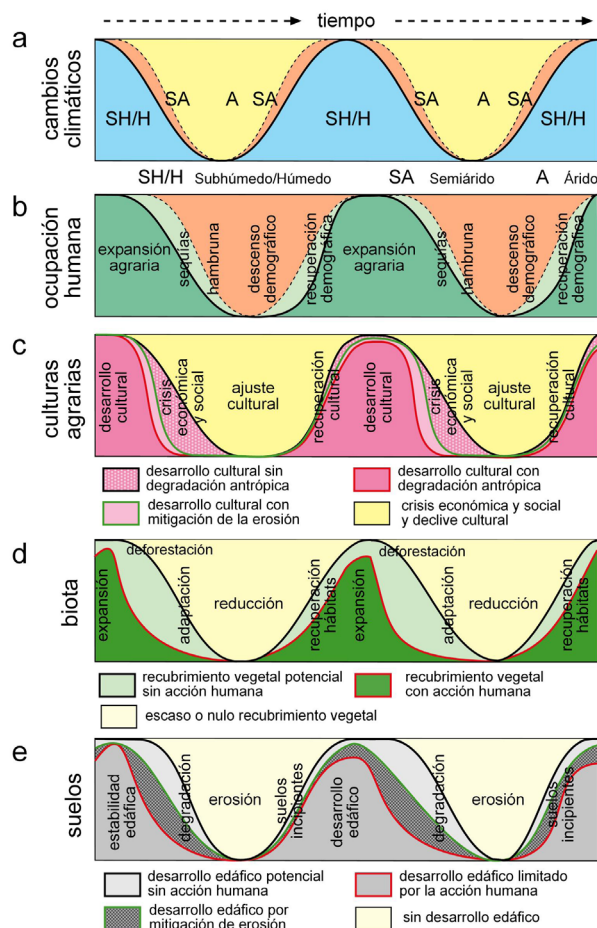 tiempo
a
cambios
climáticos
SH/H
SA
A
SA
SH/H
SA
A
SA
SH/H
SH/H Subhúmedo/Húmedo SA Semiárido A Árido
b
ocupación
humana
expansión
agraria
sequías
hambruna
descenso
demográfico
recuperación
demográfica
expansión
agraria
sequías
hambruna
descenso
demográfico
recuperación
demográfica
c
culturas
agrarias
desarrollo
cultural
crisis
económica
y social
ajuste
cultural
recuperación
cultural
desarrollo
cultural
crisis
económica
y social
ajuste
cultural
recuperación
cultural
desarrollo cultural sin
degradación antrópica
desarrollo cultural con
degradación antrópica
desarrollo cultural con
mitigación de la erosión
crisis económica y social
y declive cultural
d
biota
expansión
deforestación
adaptación
reducción
recuperación
hábitats
expansión
deforestación
adaptación
reducción
recuperación
hábitats
recubrimiento vegetal potencial
sin acción humana
recubrimiento vegetal
con acción humana
escaso o nulo recubrimiento vegetal
e
suelos
estabilidad
edáfica
degradación
erosión
suelos
incipientes
desarrollo
edáfico
degradación
erosión
suelos
incipientes
desarrollo edáfico potencial
sin acción humana
desarrollo edáfico limitado
por la acción humana
desarrollo edáfico por
mitigación de erosión
sin desarrollo edáfico